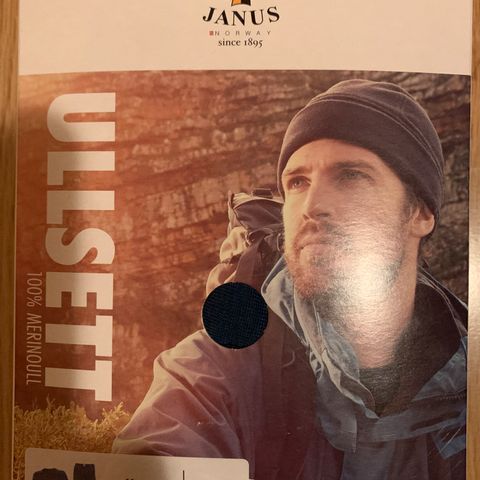 JANUS
NORWAY
since 1895
ULLSETT
100% MERINOULL